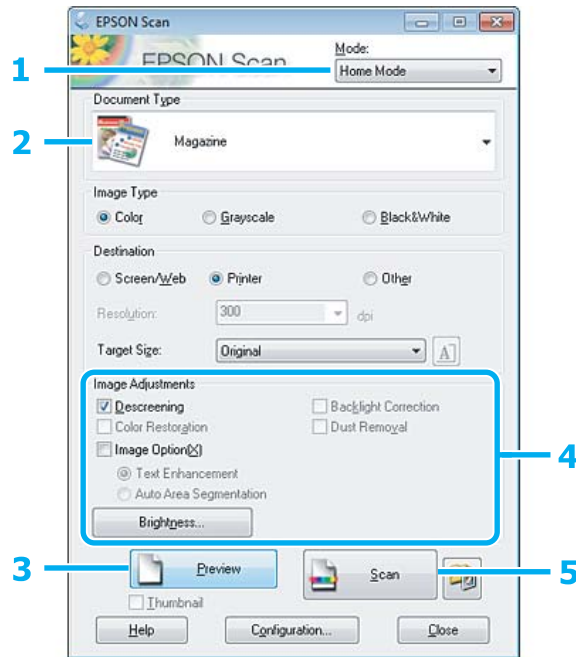 EPSON Scan
EPSON Scan
Mode:
1
Home Mode
Document Type
2
Magazine
Image Type
Color Grayscale Black&White
Destination
Screen/Web Printer Other
Resolution: 300 dpi
Target Size: Original A
Image Adjustments
Descreening Backlight Correction
Color Restoration Dust Removal
Image Option(X)
4
Text Enhancement
Auto Area Segmentation
Brightness...
3 Preview Scan 5
Thumbnail
Help Configuration... Close